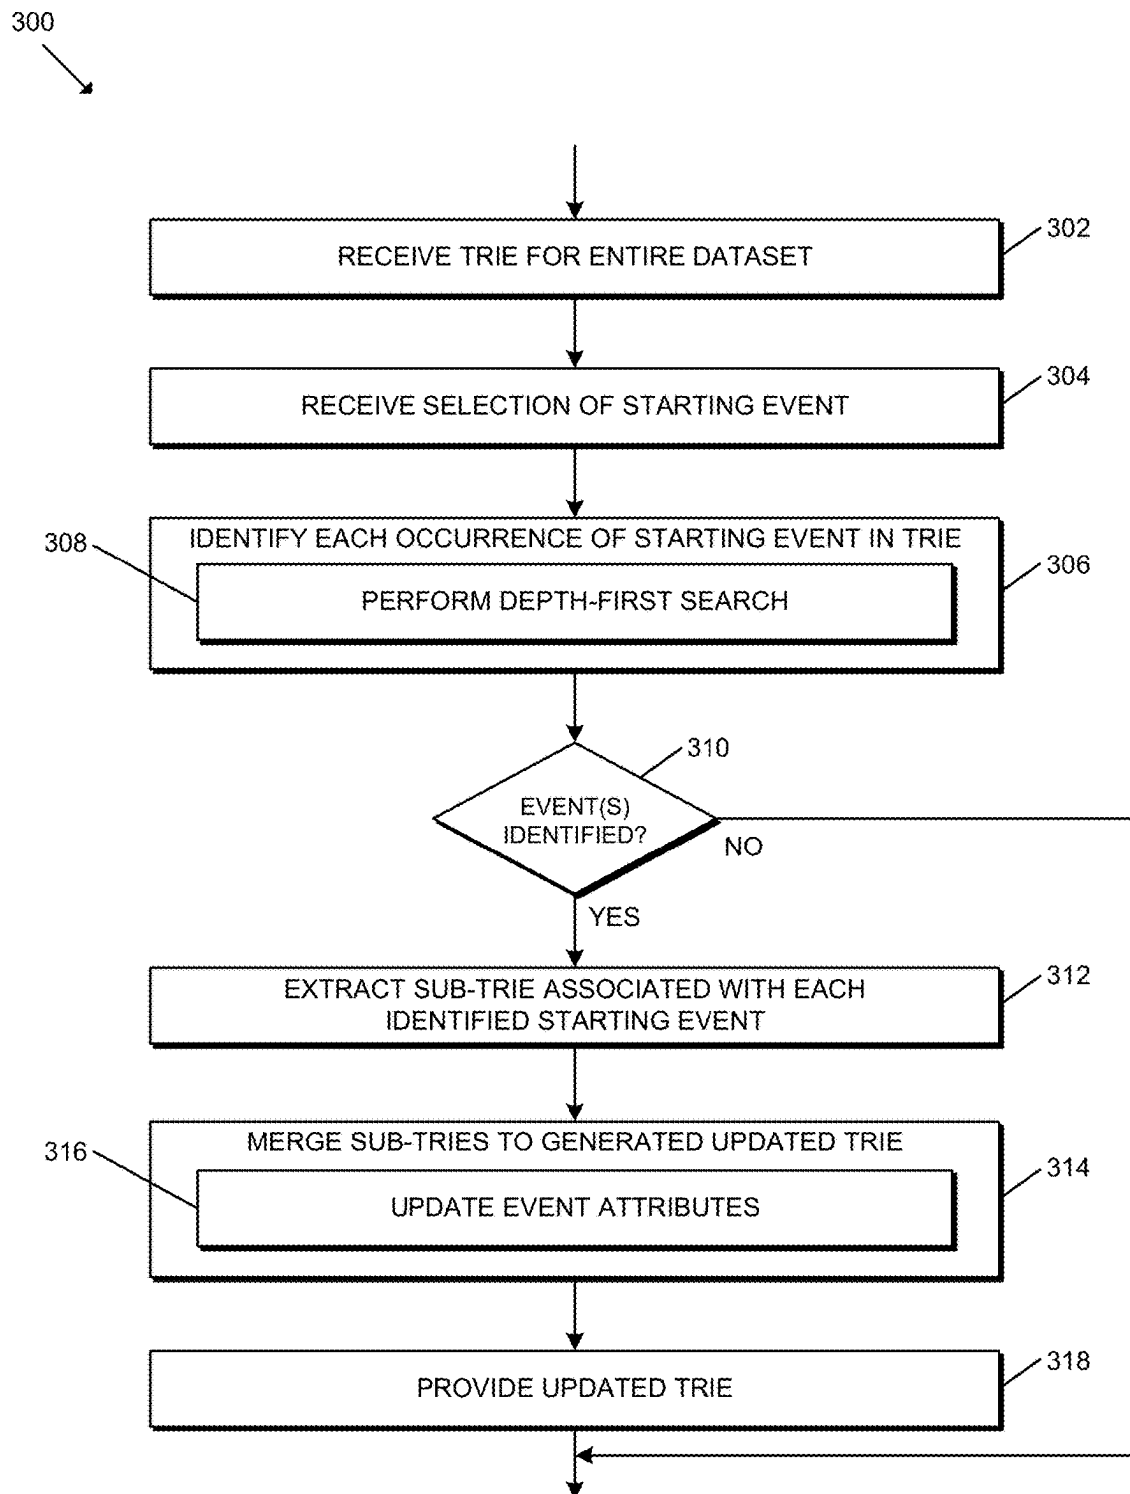 300
302
RECEIVE TRIE FOR ENTIRE DATASET
304
RECEIVE SELECTION OF STARTING EVENT
IDENTIFY EACH OCCURRENCE OF STARTING EVENT IN TRIE
308
306
PERFORM DEPTH-FIRST SEARCH
310
EVENT(S)
IDENTIFIED?
NO
YES
312
EXTRACT SUB-TRIE ASSOCIATED WITH EACH
IDENTIFIED STARTING EVENT
MERGE SUB-TRIES TO GENERATED UPDATED TRIE
316
314
UPDATE EVENT ATTRIBUTES
318
PROVIDE UPDATED TRIE